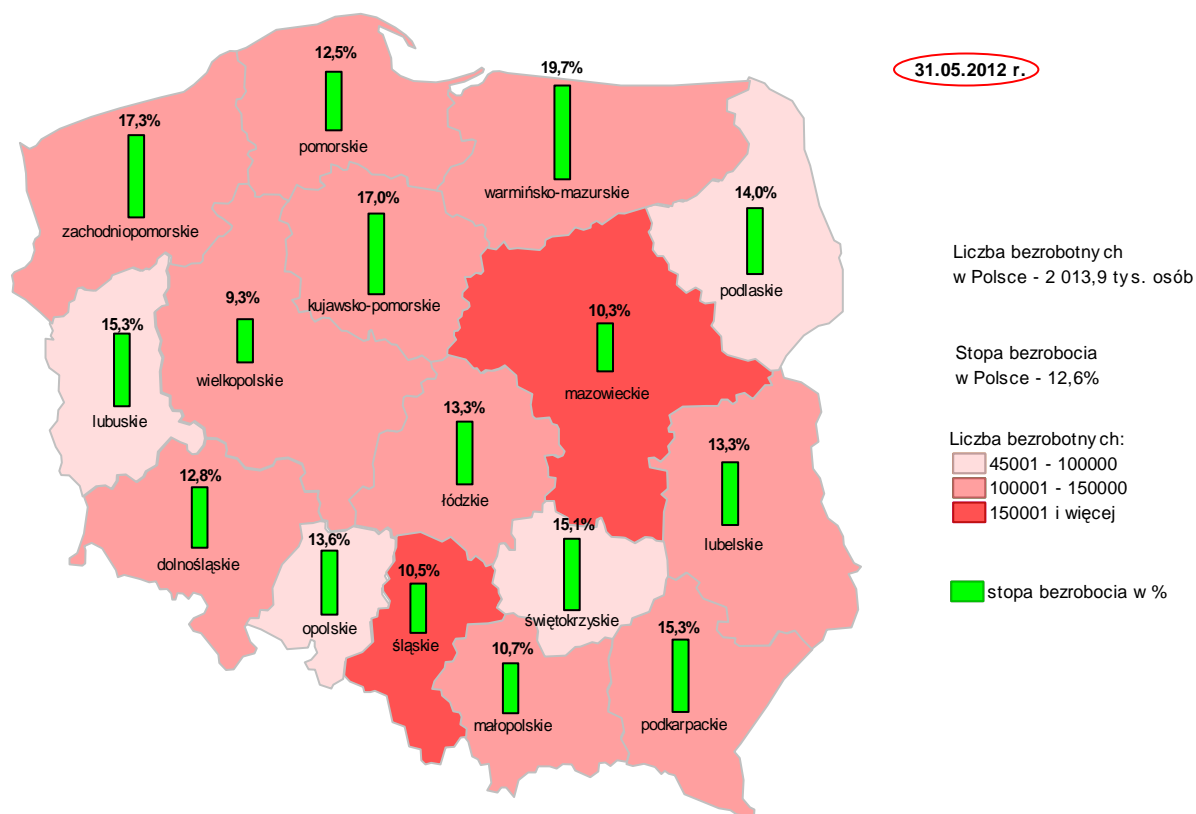 31.05.2012 r.
12,5%
pomorskie
19,7%
warmińsko-mazurskie
17,3%
zachodniopomorskie
14,0%
podlaskie
17,0%
kujawsko-pomorskie
Liczba bezrobotnych
w Polsce - 2 013,9 tys. osób
9,3%
wielkopolskie
10,3%
mazowieckie
15,3%
lubuskie
Stopa bezrobocia
w Polsce - 12,6%
13,3%
łódzkie
13,3%
lubelskie
Liczba bezrobotnych:
45001 - 100000
100001 - 150000
150001 i więcej
12,8%
dolnośląskie
13,6%
opolskie
10,5%
śląskie
15,1%
świętokrzyskie
stopa bezrobocia w %
10,7%
małopolskie
15,3%
podkarpackie